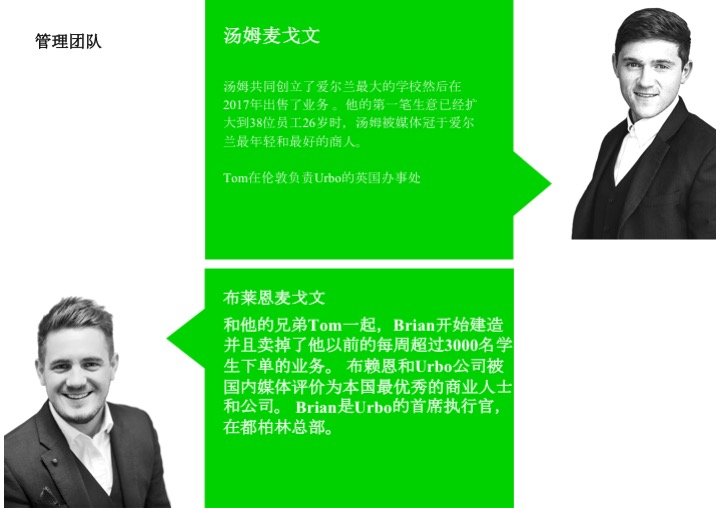 管理团队
汤姆麦戈文
汤姆共同创立了爱尔兰最大的学校然后在
2017年出售了业务 。他的第一笔生意已经扩
大到38位员工26岁时，汤姆被媒体冠于爱尔
兰最年轻和最好的商人。
Tom在伦敦负责Urbo的英国办事处
布莱恩麦戈文
和他的兄弟Tom一起，Brian开始建造
并且卖掉了他以前的每周超过3000名学
生下单的业务。 布赖恩和Urbo公司被
国内媒体评价为本国最优秀的商业人士
和公司。 Brian是Urbo的首席执行官，
在都柏林总部。